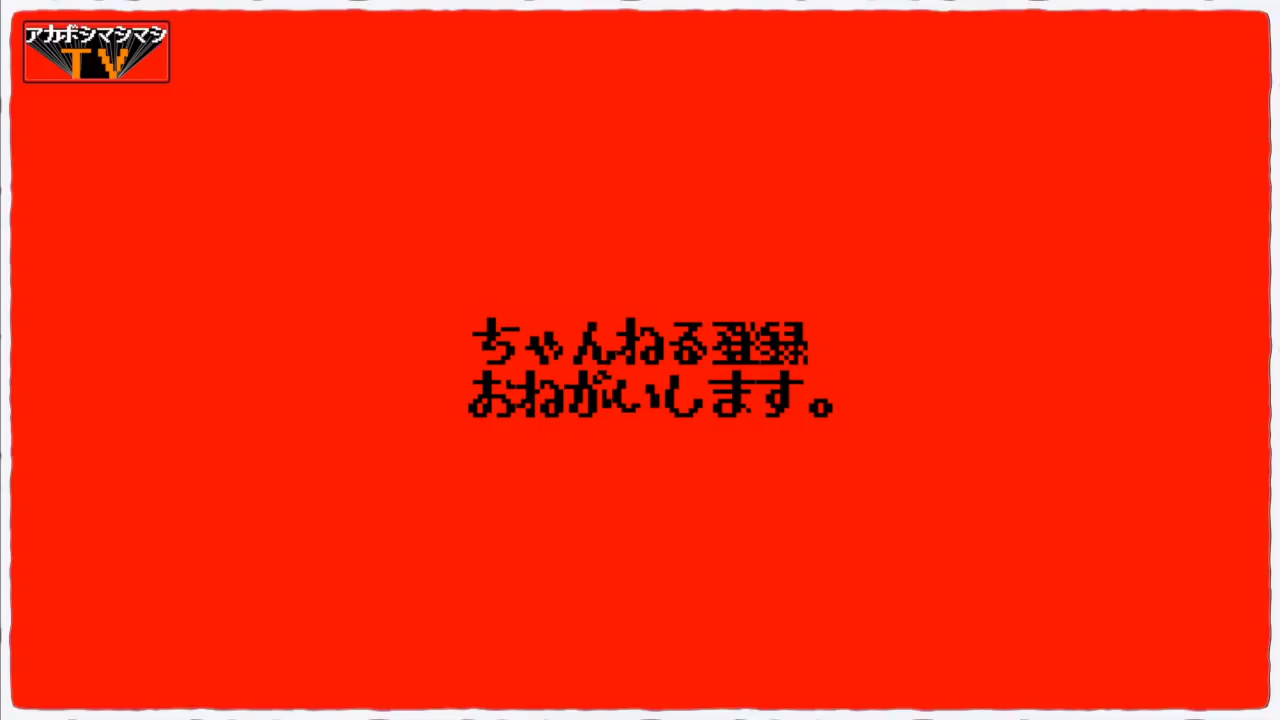 アカボシマシマシ
TV
ちゃんねる登録
おねがいします。